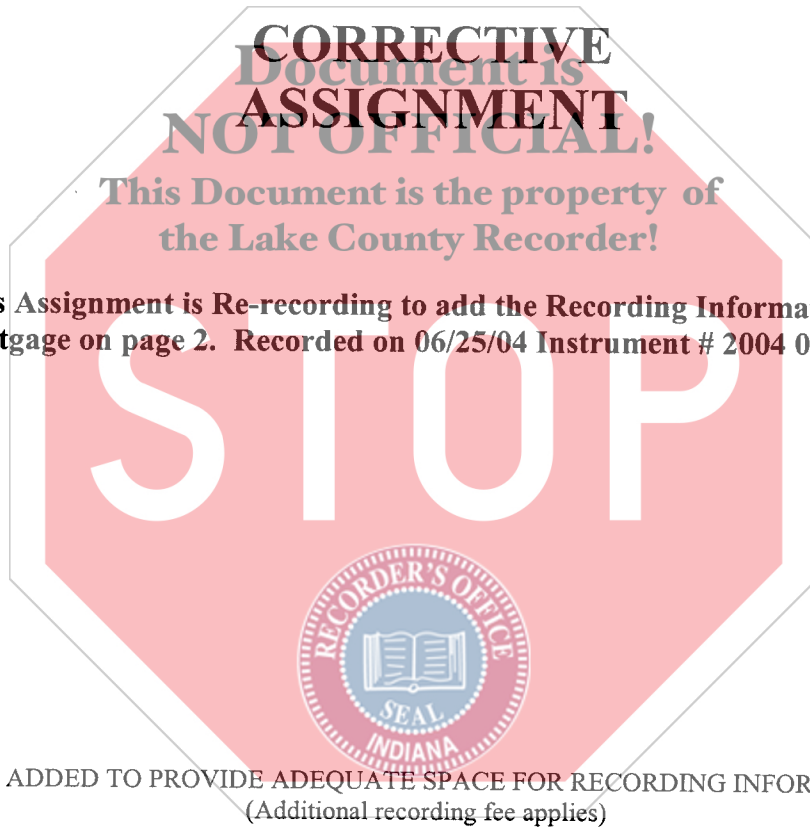 CORRECTIVE
Document is
ASSIGNMENT
NOT OFFICIAL!
This Document is the property of
the Lake County Recorder!
s Assignment is Re-recording to add the Recording Informa
tgage on page 2. Recorded on 06/25/04 Instrument # 2004 0
STOP
RECORDER'S OFFICE
SEAL
INDIANA
ADDED TO PROVIDE ADEQUATE SPACE FOR RECORDING INFOR
(Additional recording fee applies)